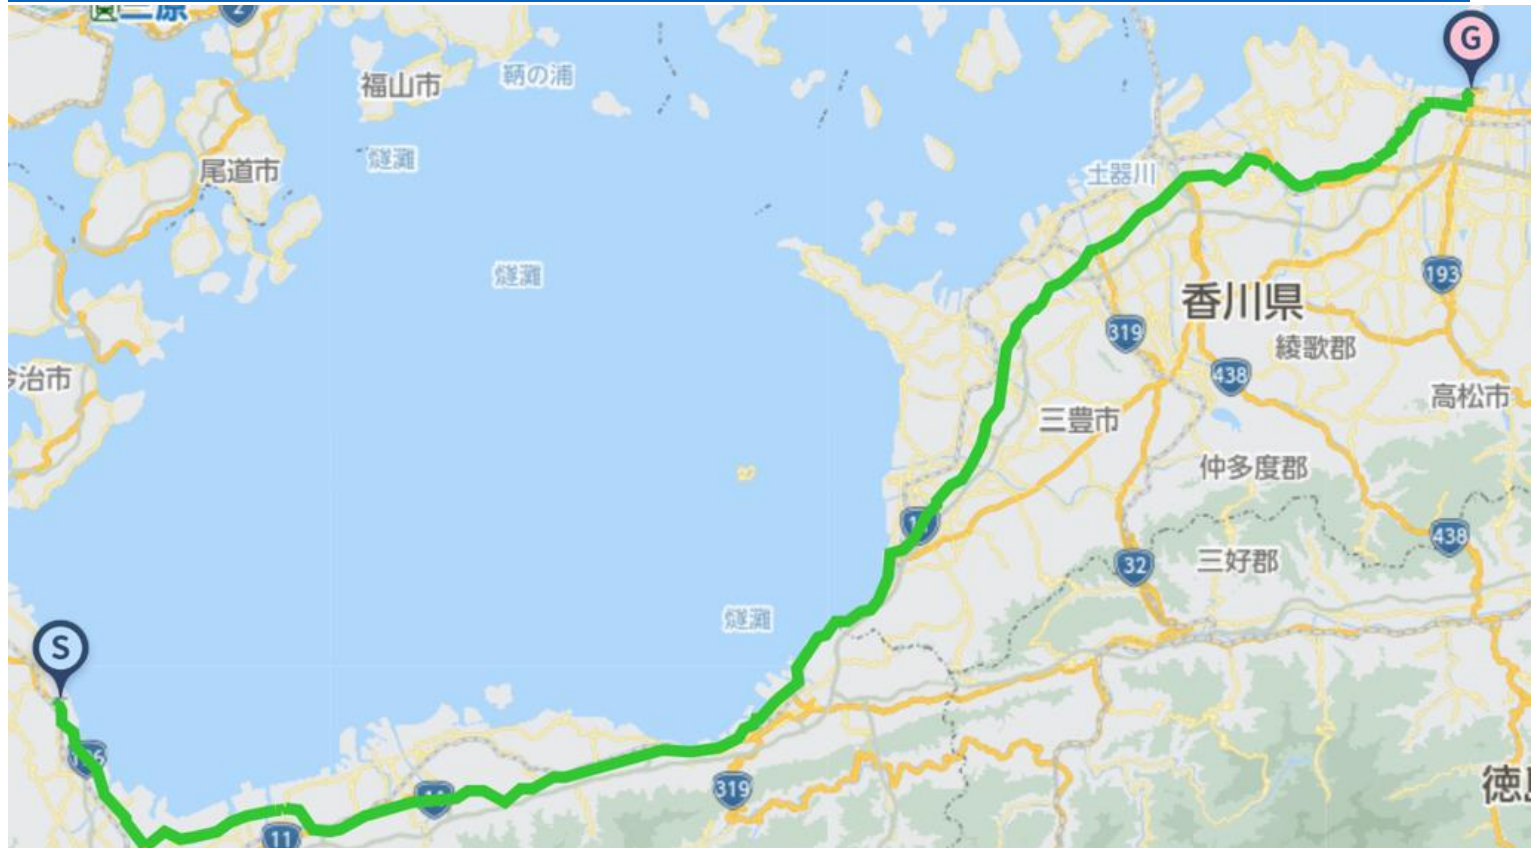 三原
2
G
福山市
鞆の浦
燧灘
尾道市
土器川
燧灘
193
香川県
319
綾歌郡
今治市
438
高松市
三豊市
仲多度郡
438
32
三好郡
燧灘
S
319
11